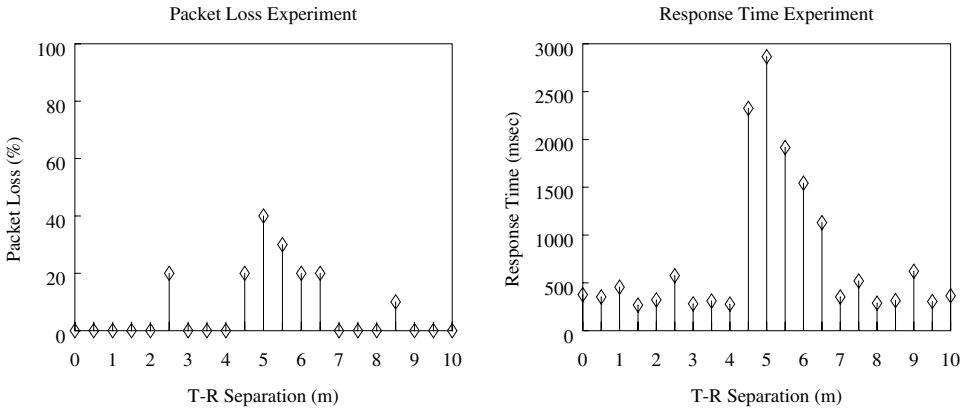 Packet Loss Experiment
100
80
60
40
20
0
Packet Loss (%)
0 1 2 3 4 5 6 7 8 9 10
T-R Separation (m)
Response Time Experiment
3000
2500
2000
1500
1000
500
0
Response Time (msec)
0 1 2 3 4 5 6 7 8 9 10
T-R Separation (m)